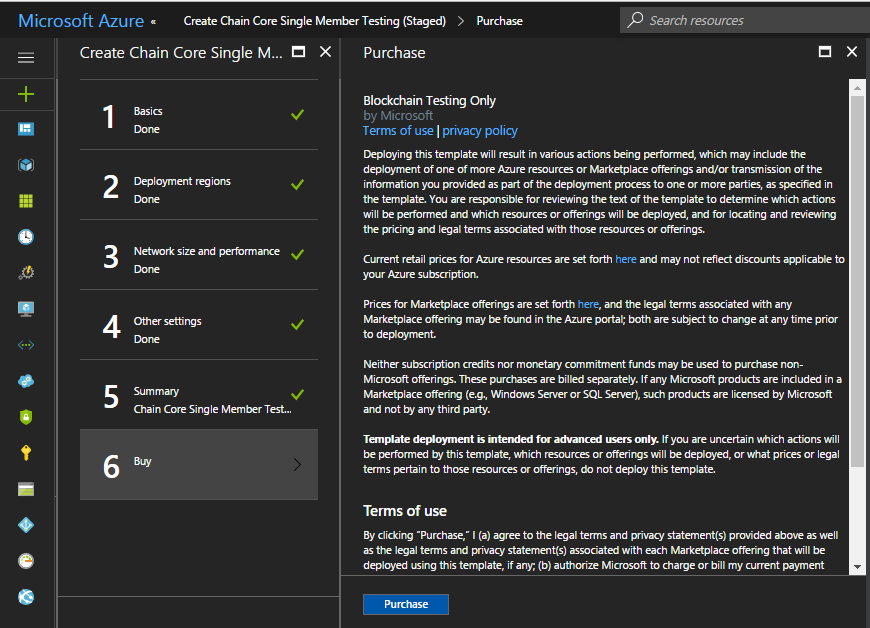 Microsoft Azure «
Create Chain Core Single Member Testing (Staged) > Purchase
Search resources
Create Chain Core Single M...
1
Basics
Done
2
Deployment regions
Done
3
Network size and performance
Done
4
Other settings
Done
5
Summary
Chain Core Single Member Test...
6
Buy
Purchase
Blockchain Testing Only
by Microsoft
Terms of use | privacy policy
Deploying this template will result in various actions being performed, which may include the
deployment of one of more Azure resources or Marketplace offerings and/or transmission of the
information you provided as part of the deployment process to one or more parties, as specified in
the template. You are responsible for reviewing the text of the template to determine which actions
will be performed and which resources or offerings will be deployed, and for locating and reviewing
the pricing and legal terms associated with those resources or offerings.
Current retail prices for Azure resources are set forth here and may not reflect discounts applicable to
your Azure subscription.
Prices for Marketplace offerings are set forth here, and the legal terms associated with any
Marketplace offering may be found in the Azure portal; both are subject to change at any time prior
to deployment.
Neither subscription credits nor monetary commitment funds may be used to purchase non-
Microsoft offerings. These purchases are billed separately. If any Microsoft products are included in a
Marketplace offering (e.g., Windows Server or SQL Server), such products are licensed by Microsoft
and not by any third party.
Template deployment is intended for advanced users only. If you are uncertain which actions will
be performed by this template, which resources or offerings will be deployed, or what prices or legal
terms pertain to those resources or offerings, do not deploy this template.
Terms of use
By clicking "Purchase," I (a) agree to the legal terms and privacy statement(s) provided above as well
as the legal terms and privacy statement(s) associated with each Marketplace offering that will be
deployed using this template, if any; (b) authorize Microsoft to charge or bill my current payment
Purchase